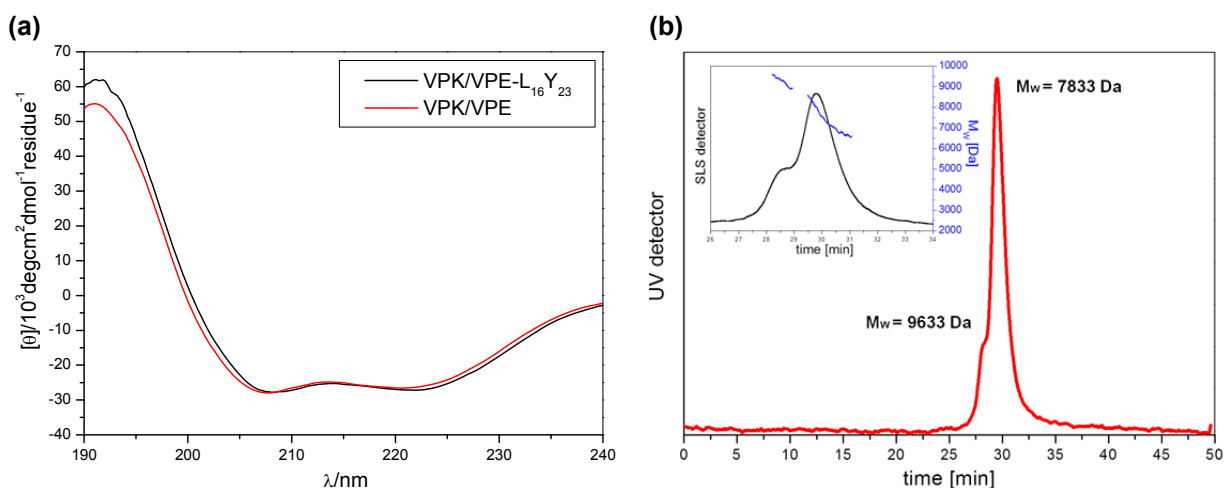 (a)
70
60
50
40
30
20
10
0
-10
-20
-30
-40
[θ]/10³degcm²dmol⁻¹residue⁻¹
VPK/VPE-L₁₆Y₂₃
VPK/VPE
190 200 210 220 230 240
λ/nm
(b)
UV detector
Mw = 7833 Da
Mw = 9633 Da
SLS detector
10000
9000
8000
7000
6000
5000
4000
3000
2000
Mw [Da]
26 27 28 29 30 31 32 33 34
time [min]
0 5 10 15 20 25 30 35 40 45 50
time [min]